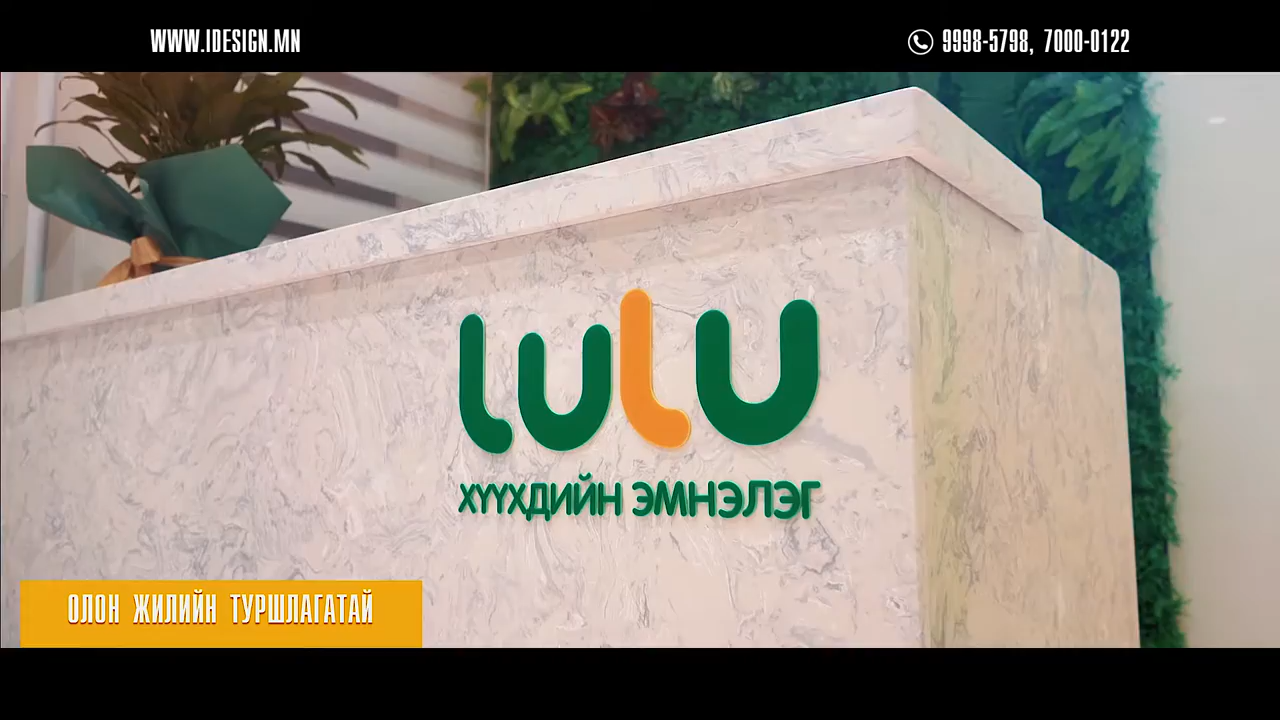 WWW.IDESIGN.MN
9998-5798, 7000-0122
lulu
ХҮҮХДИЙН ЭМНЭЛЭГ
ОЛОН ЖИЛИЙН ТУРШЛАГАТАЙ